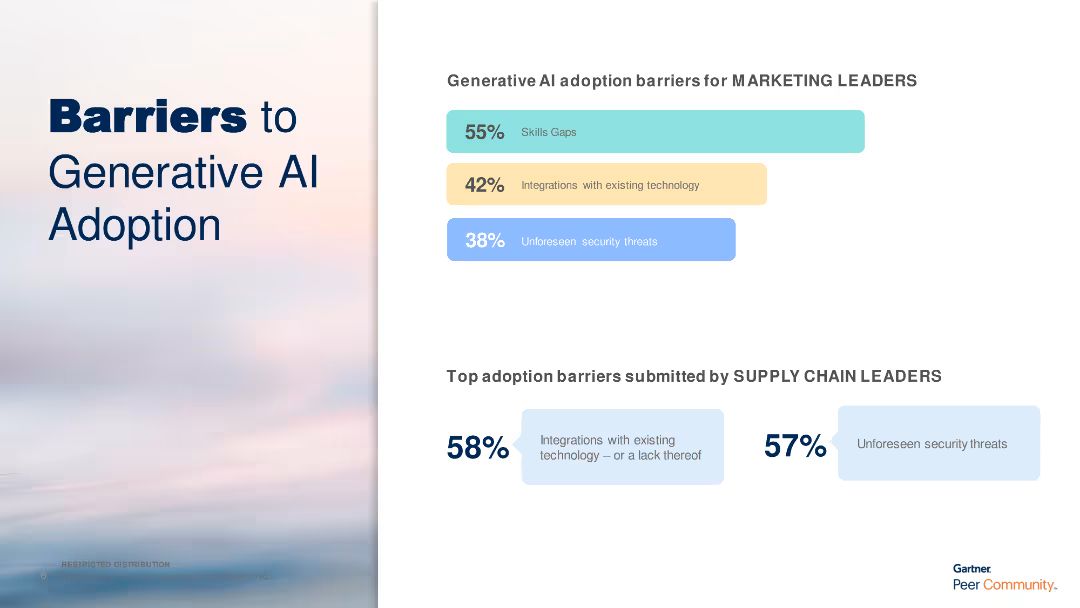 Barriers to
Generative AI
Adoption
Generative AI adoption barriers for MARKETING LEADERS
55% Skills Gaps
42% Integrations with existing technology
38% Unforeseen security threats
Top adoption barriers submitted by SUPPLY CHAIN LEADERS
58% Integrations with existing
technology – or a lack thereof
57% Unforeseen security threats
RESTRICTED DISTRIBUTION
6
Gartner
Peer Community